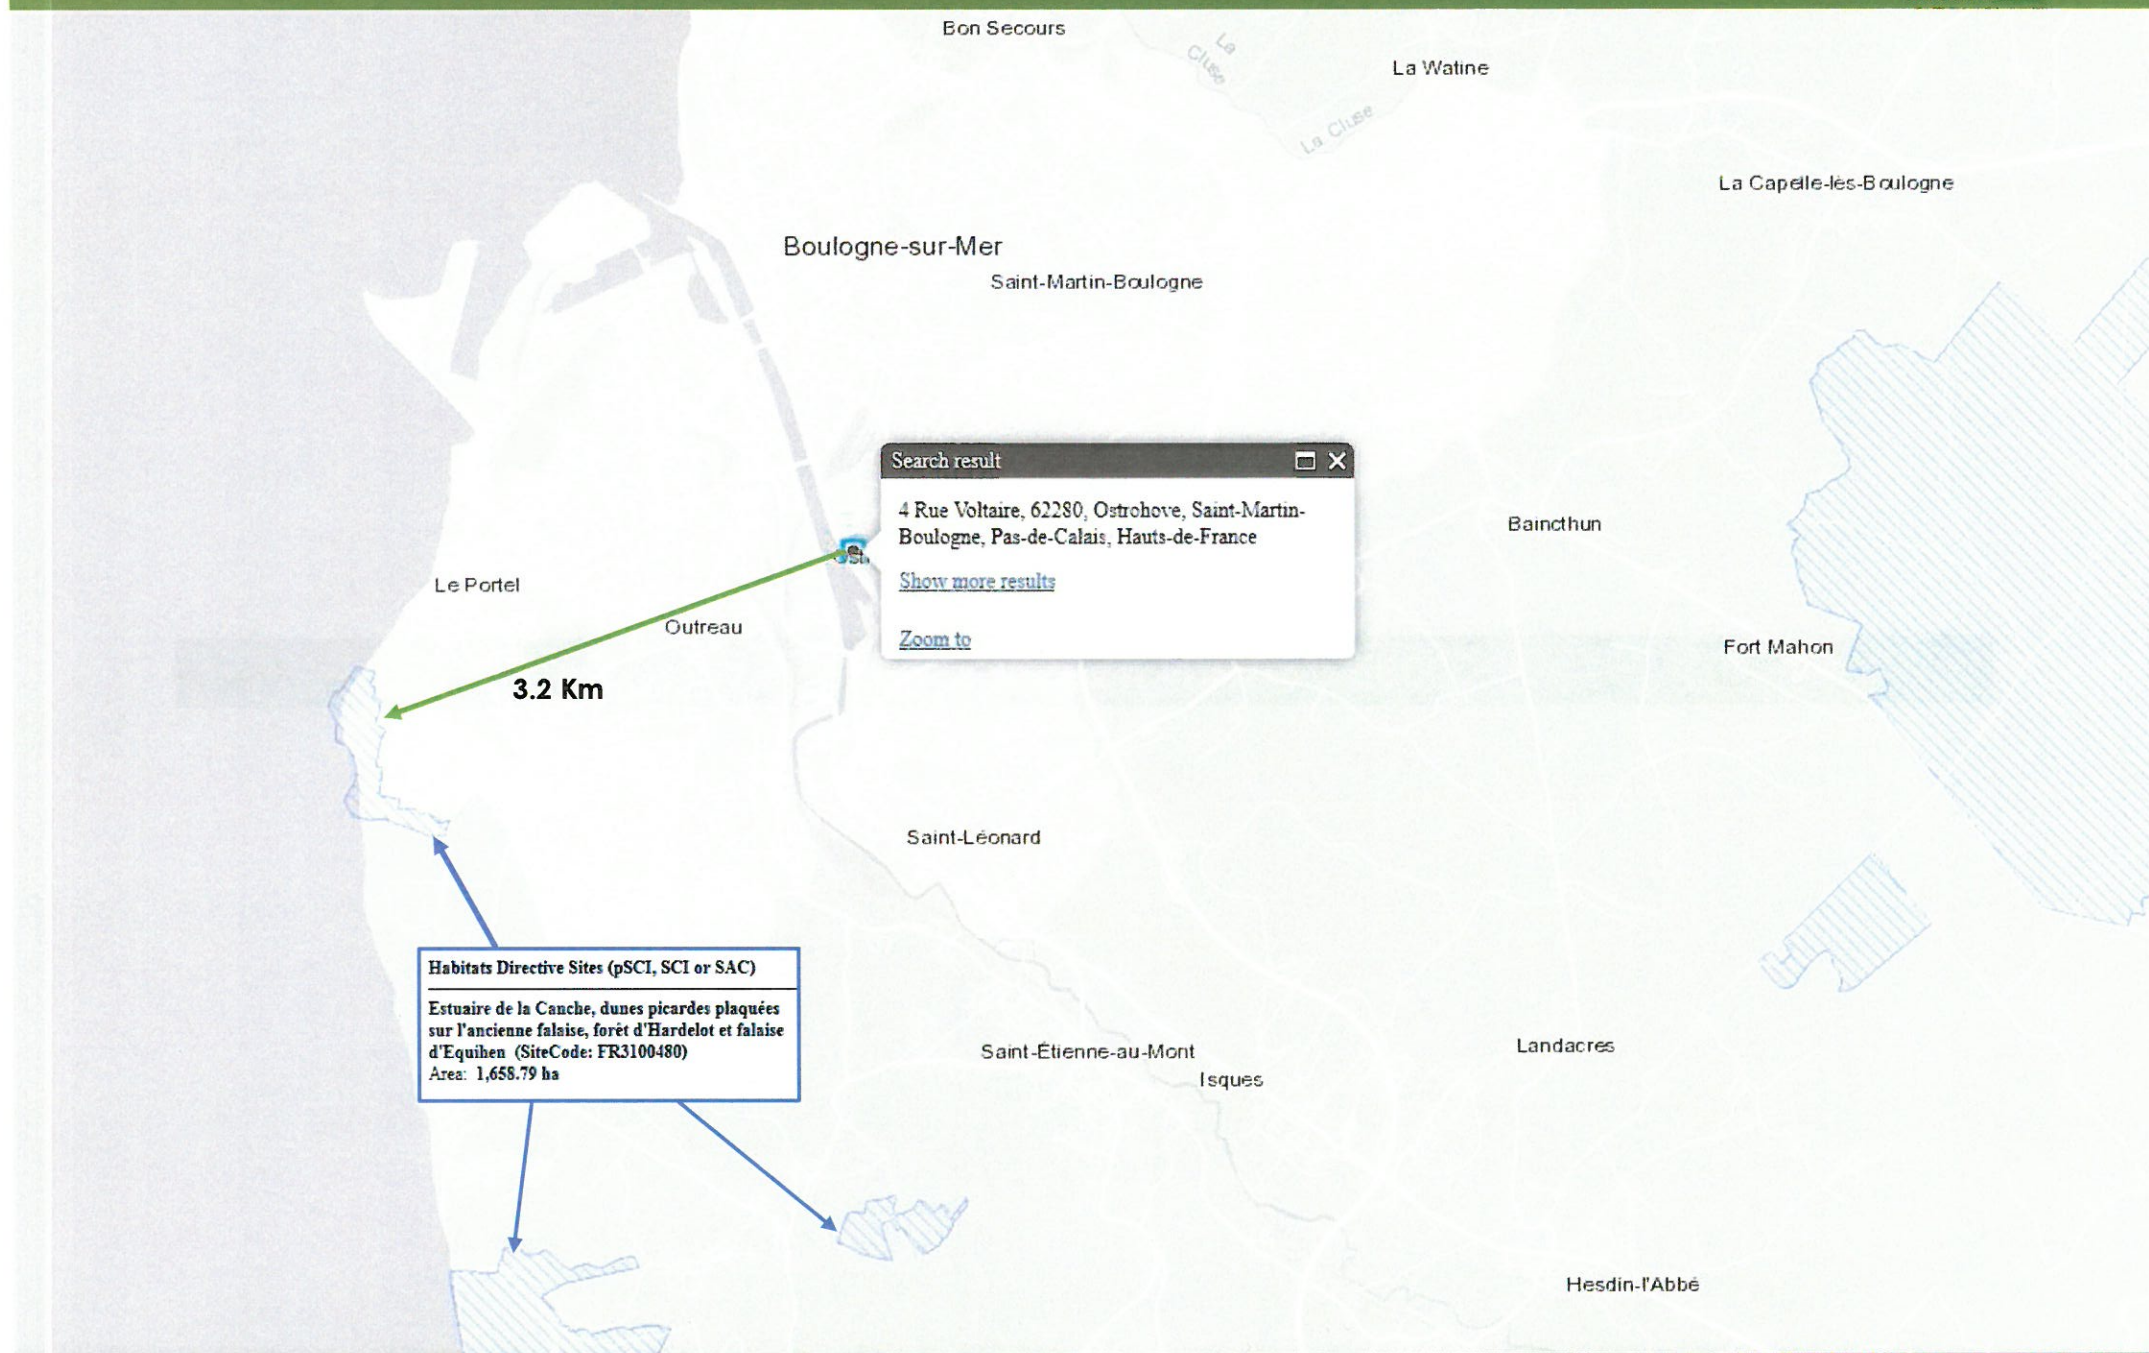 Bon Secours
La Cluse
La Watine
La Cluse
La Capelle-lès-Boulogne
Boulogne-sur-Mer
Saint-Martin-Boulogne
Search result
4 Rue Voltaire, 62280, Ostrohove, Saint-Martin-
Boulogne, Pas-de-Calais, Hauts-de-France
Show more results
Zoom to
Baincthun
Le Portel
Outreau
Fort Mahon
3.2 Km
Saint-Léonard
Habitats Directive Sites (pSCI, SCI or SAC)
Estuaire de la Canche, dunes picardes plaquées
sur l'ancienne falaise, forêt d'Hardelot et falaise
d'Equihen (SiteCode: FR3100480)
Area: 1,658.79 ha
Saint-Étienne-au-Mont
Isques
Landacres
Hesdin-l'Abbé